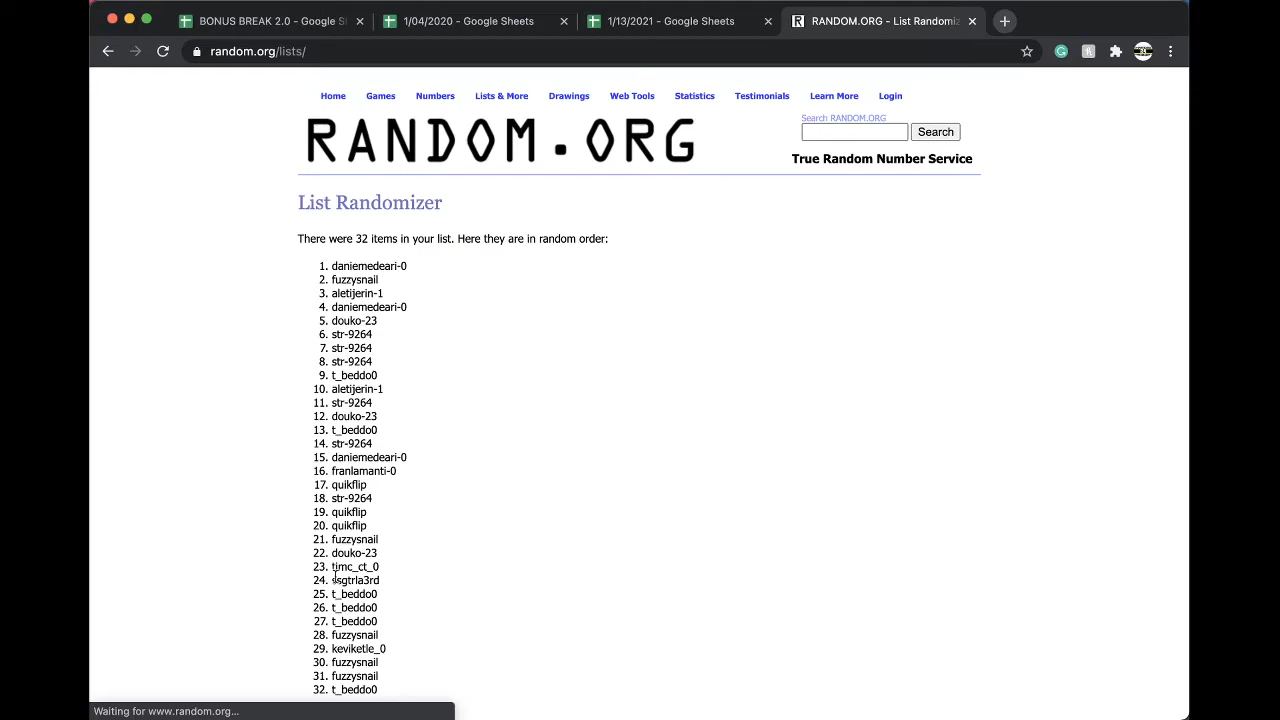 BONUS BREAK 2.0 - Google S
1/04/2020 - Google Sheets
1/13/2021 - Google Sheets
R RANDOM.ORG - List Randomiz
random.org/lists/
Home Games Numbers Lists & More Drawings Web Tools Statistics Testimonials Learn More Login
RANDOM.ORG
Search RANDOM.ORG
Search
True Random Number Service
List Randomizer
There were 32 items in your list. Here they are in random order:
1. daniemedeari-0
2. fuzzysnail
3. aletijerin-1
4. daniemedeari-0
5. douko-23
6. str-9264
7. str-9264
8. str-9264
9. t_beddo0
10. aletijerin-1
11. str-9264
12. douko-23
13. t_beddo0
14. str-9264
15. daniemedeari-0
16. franlamanti-0
17. quikflip
18. str-9264
19. quikflip
20. quikflip
21. fuzzysnail
22. douko-23
23. timc_ct_0
24. ssgtrla3rd
25. t_beddo0
26. t_beddo0
27. t_beddo0
28. fuzzysnail
29. keviketle_0
30. fuzzysnail
31. fuzzysnail
32. t_beddo0
Waiting for www.random.org...